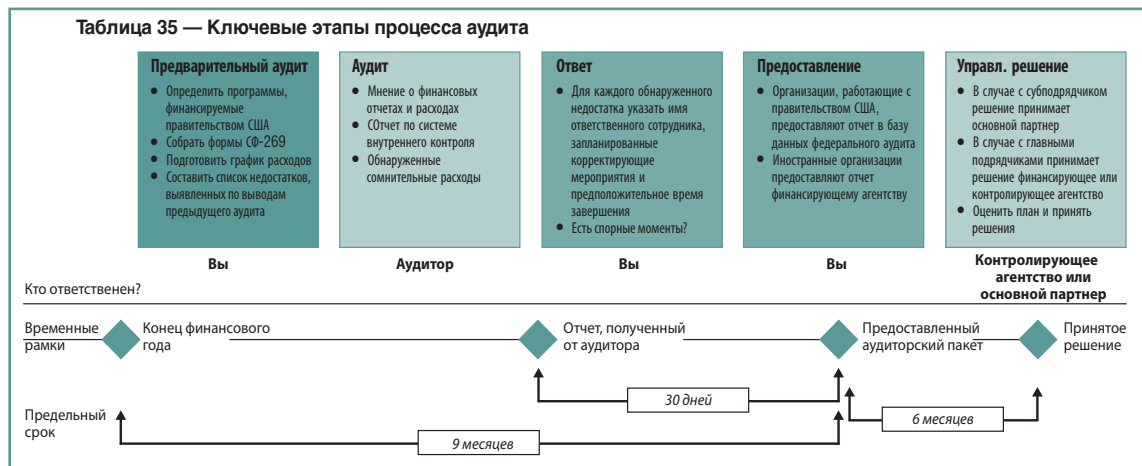 Таблица 35 — Ключевые этапы процесса аудита
Предварительный аудит
● Определить программы,
финансируемые
правительством США
● Собрать формы СФ-269
● Подготовить график расходов
● Составить список недостатков,
выявленных по выводам
предыдущего аудита
Вы
Аудит
● Мнение о финансовых
отчетах и расходах
● СОтчет по системе
внутреннего контроля
● Обнаруженные
сомнительные расходы
Аудитор
Ответ
● Для каждого обнаруженного
недостатка указать имя
ответственного сотрудника,
запланированные
корректирующие
мероприятия и
предположительное время
завершения
● Есть спорные моменты?
Вы
Предоставление
● Организации, работающие с
правительством США,
предоставляют отчет в базу
данных федерального аудита
● Иностранные организации
предоставляют отчет
финансирующему агентству
Вы
Управл. решение
● В случае с субподрядчиком
решение принимает
основной партнер
● В случае с главными
подрядчиками принимает
решение финансирующее или
контролирующее агентство
● Оценить план и принять
решения
Контролирующее
агентство или
основной партнер
Кто ответственен?
Временные
рамки
Конец финансового
года
Отчет, полученный
от аудитора
Предоставленный
аудиторский пакет
Принятое
решение
30 дней
6 месяцев
Предельный
срок
9 месяцев